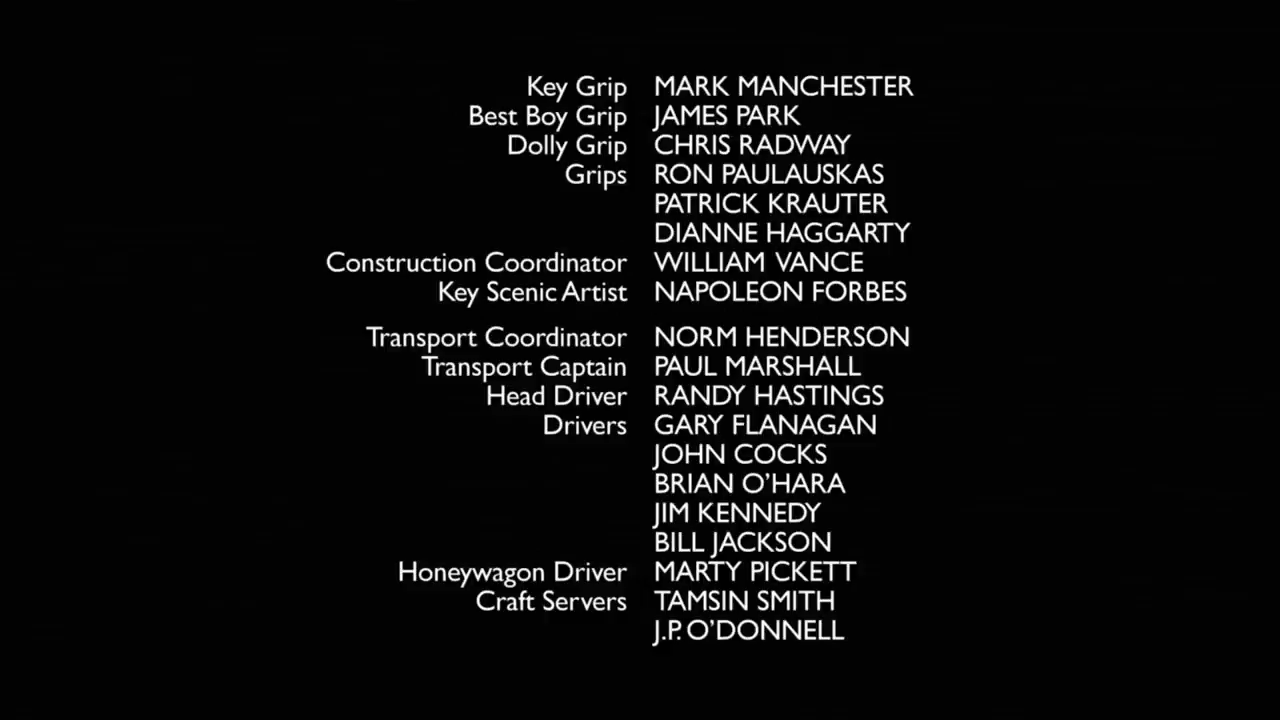 Key Grip MARK MANCHESTER
Best Boy Grip JAMES PARK
Dolly Grip CHRIS RADWAY
Grips RON PAULAUSKAS
PATRICK KRAUTER
DIANNE HAGGARTY
Construction Coordinator WILLIAM VANCE
Key Scenic Artist NAPOLEON FORBES
Transport Coordinator NORM HENDERSON
Transport Captain PAUL MARSHALL
Head Driver RANDY HASTINGS
Drivers GARY FLANAGAN
JOHN COCKS
BRIAN O’HARA
JIM KENNEDY
BILL JACKSON
Honeywagon Driver MARTY PICKETT
Craft Servers TAMSIN SMITH
J.P. O’DONNELL